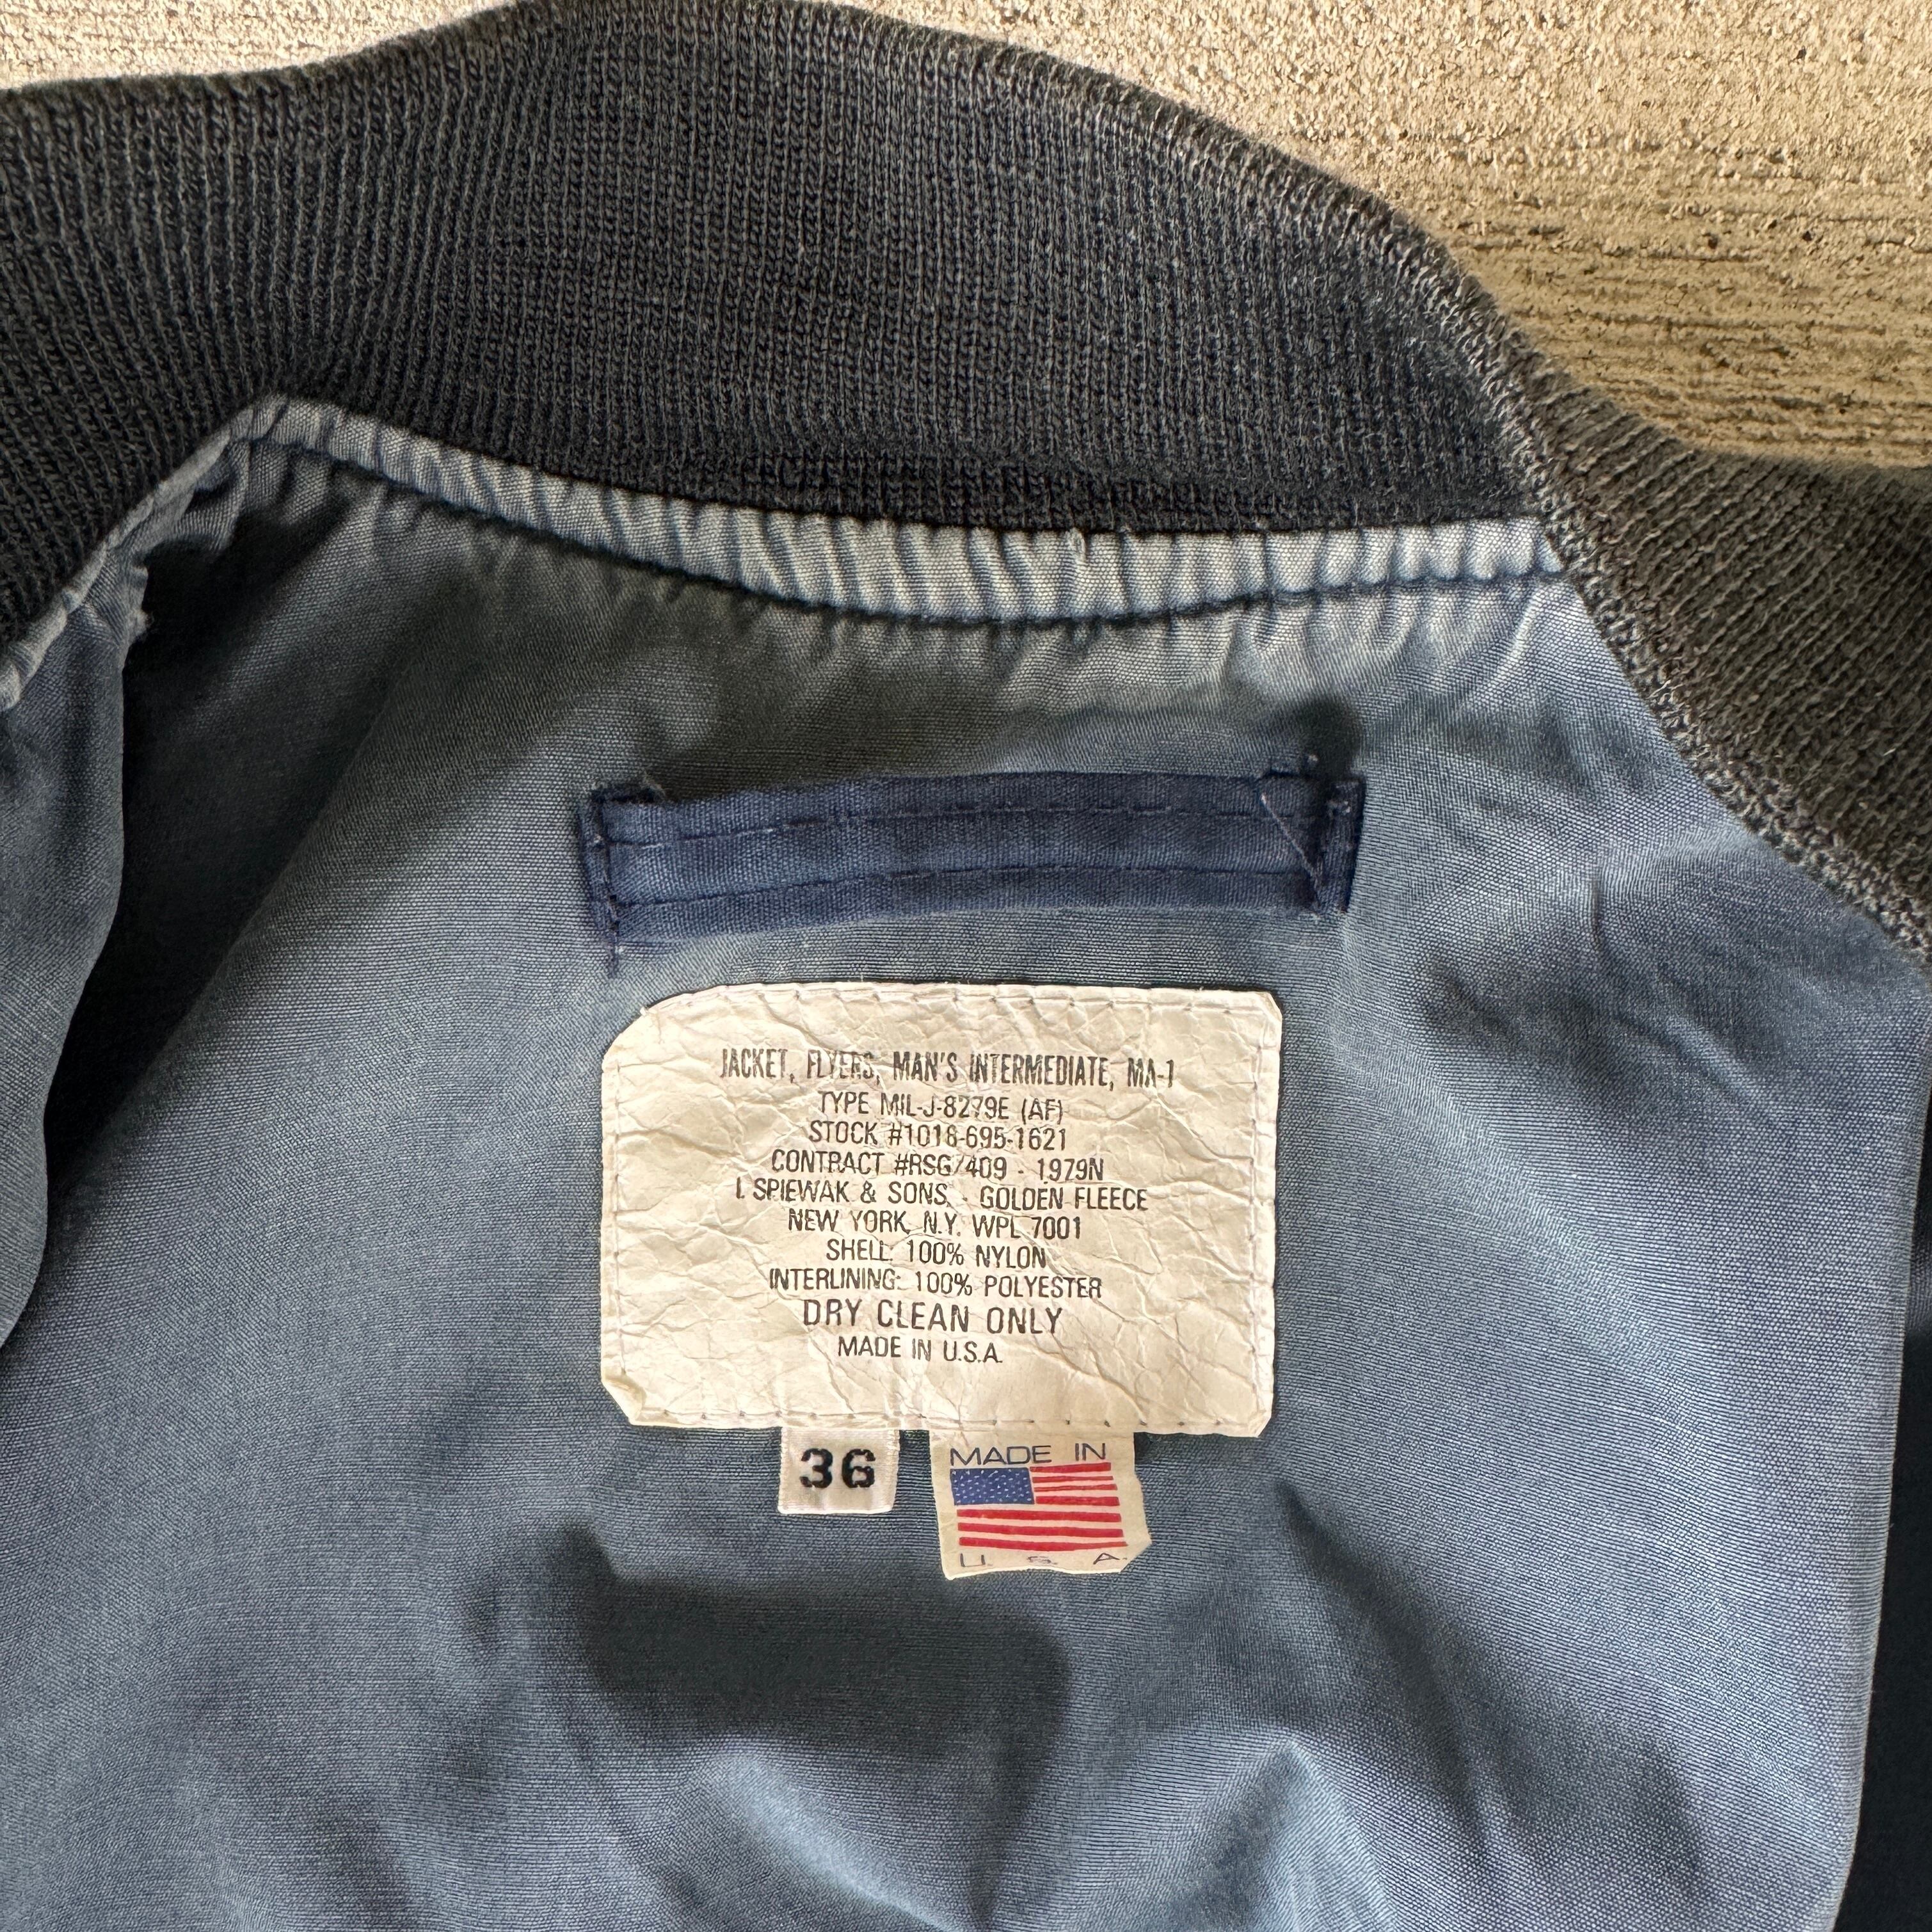 JACKET, FLYERS, MAN'S INTERMEDIATE, MA-1
TYPE MIL-J-8279E (AF)
STOCK #1018-695-1621
CONTRACT #RSG/409 - 1979N
I. SPIEWAK & SONS, - GOLDEN FLEECE
NEW YORK, N.Y. WPL 7001
SHELL: 100% NYLON
INTERLINING: 100% POLYESTER
DRY CLEAN ONLY
MADE IN U.S.A.
36
MADE IN
U. S. A.